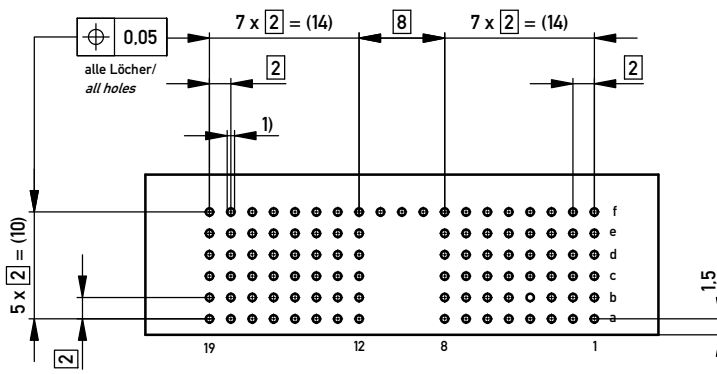 7 x 2 = (14)
8
7 x 2 = (14)
0,05
alle Löcher/
all holes
2
2
1)
f
e
d
c
b
a
5 x 2 = (10)
2
1,5
19
12
8
1